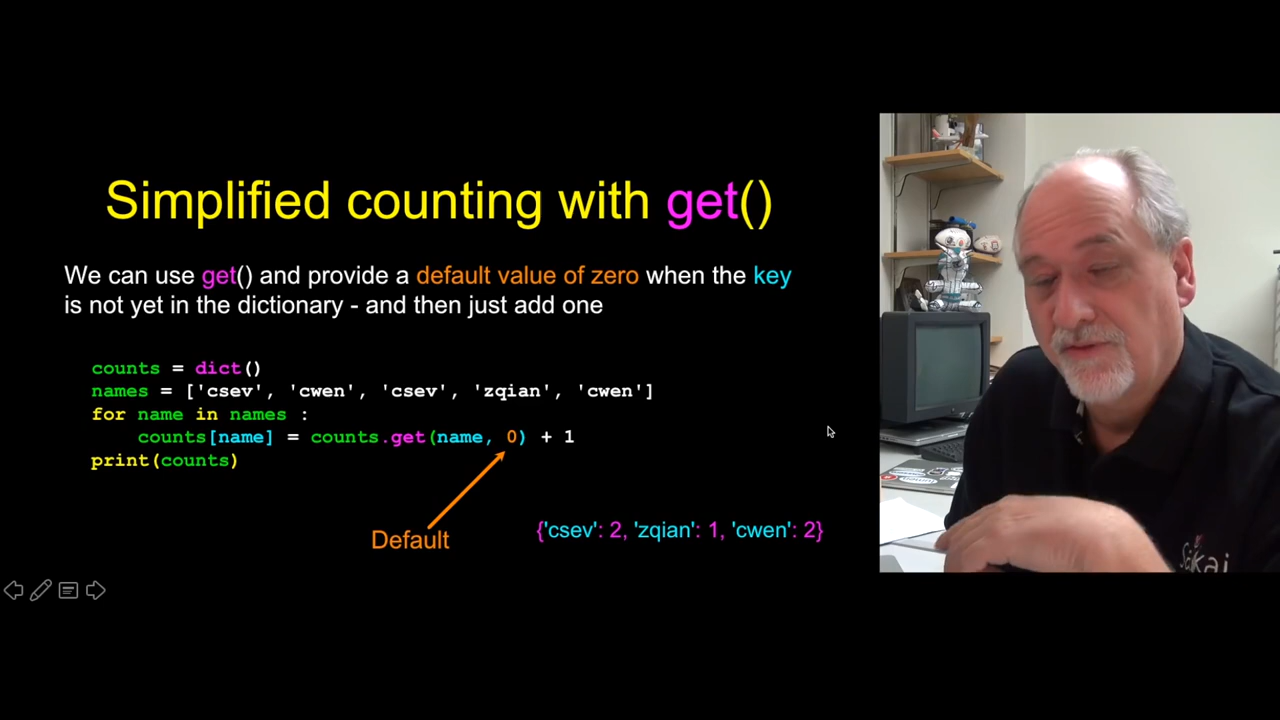 Simplified counting with get()
We can use get() and provide a default value of zero when the key
is not yet in the dictionary - and then just add one
counts = dict()
names = ['csev', 'cwen', 'csev', 'zqian', 'cwen']
for name in names :
    counts[name] = counts.get(name, 0) + 1
print(counts)
Default
{'csev': 2, 'zqian': 1, 'cwen': 2}
Sakai